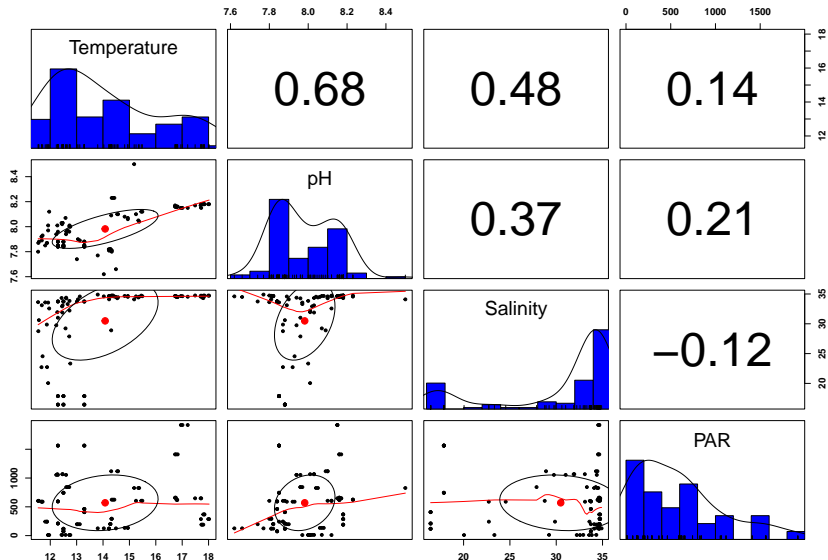 7.6 7.8 8.0 8.2 8.4 0 500 1000 1500
Temperature 0.68 0.48 0.14
12 14 16 18
pH 0.37 0.21
7.6 7.8 8.0 8.2 8.4
Salinity −0.12
20 25 30 35
PAR
0 500 1000
12 13 14 15 16 17 18 20 25 30 35